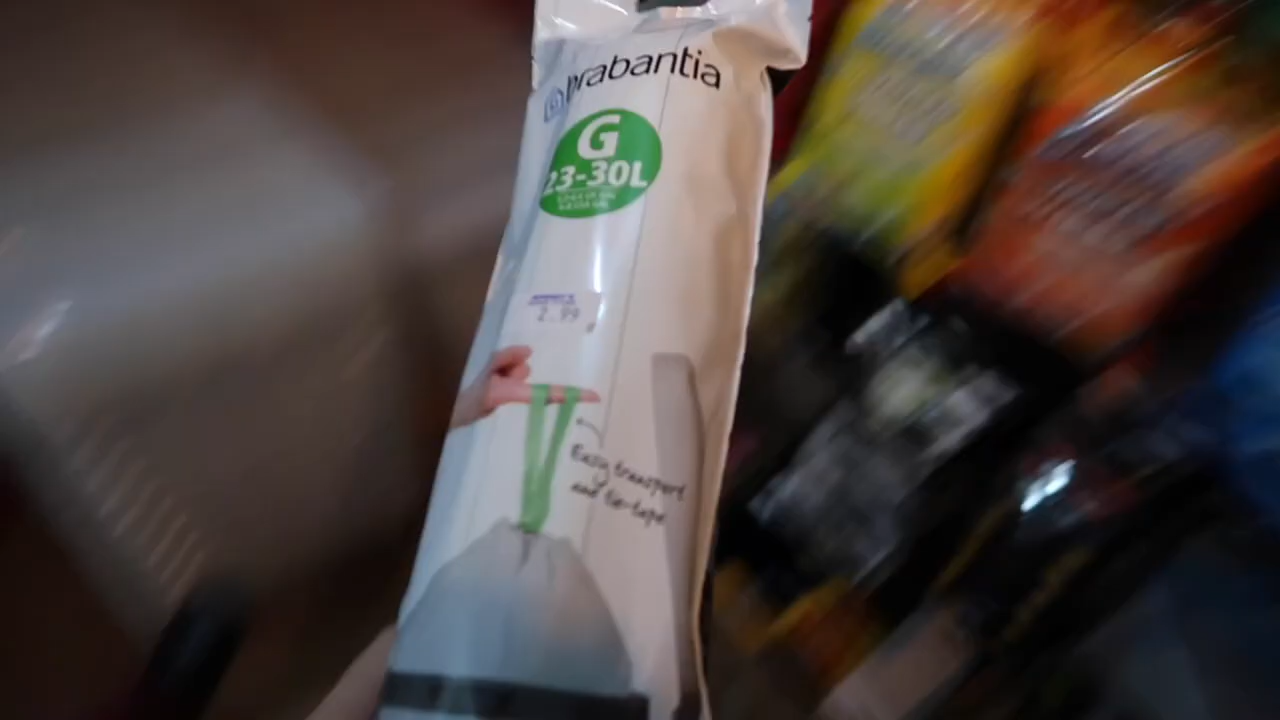 brabantia
G
23-30L
2.99
Easy transport
and tie-tape